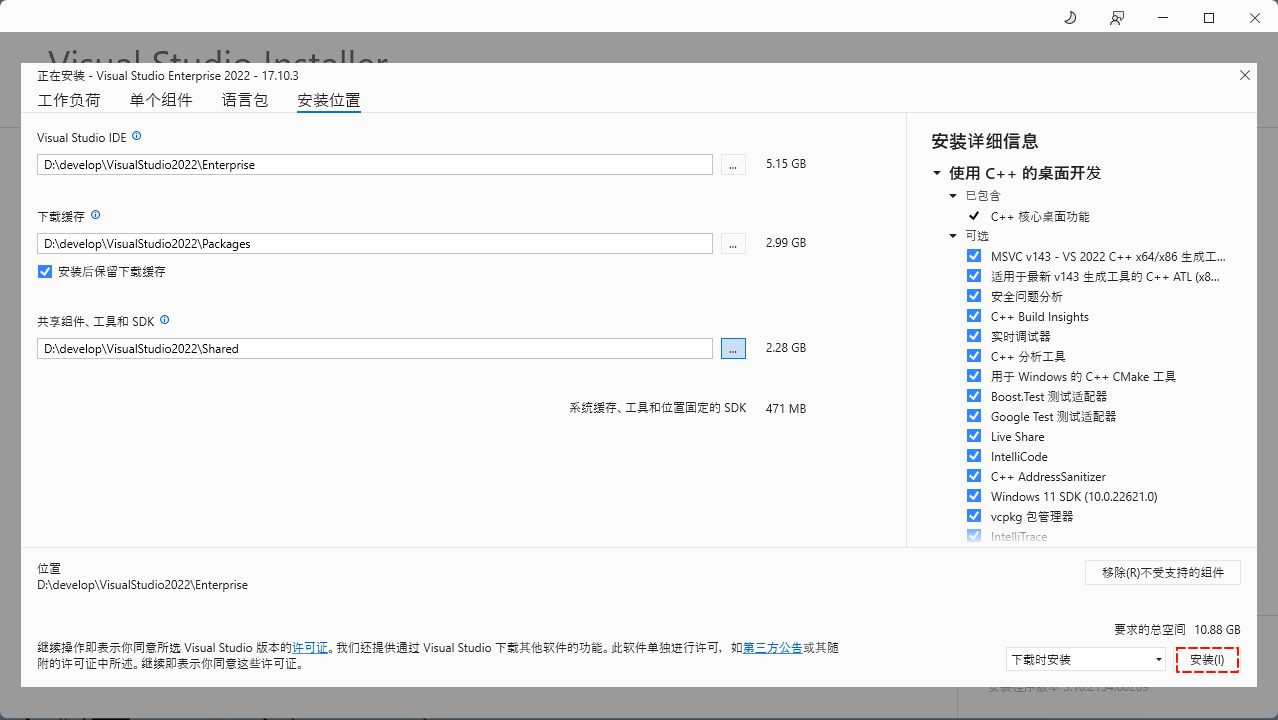 Visual Studio Installer
正在安装 - Visual Studio Enterprise 2022 - 17.10.3
工作负荷 单个组件 语言包 安装位置
Visual Studio IDE
D:\develop\VisualStudio2022\Enterprise ... 5.15 GB
下载缓存
D:\develop\VisualStudio2022\Packages ... 2.99 GB
安装后保留下载缓存
共享组件、工具和 SDK
D:\develop\VisualStudio2022\Shared ... 2.28 GB
系统缓存、工具和位置固定的 SDK 471 MB
安装详细信息
使用 C++ 的桌面开发
已包含
C++ 核心桌面功能
可选
MSVC v143 - VS 2022 C++ x64/x86 生成工...
适用于最新 v143 生成工具的 C++ ATL (x8...
安全问题分析
C++ Build Insights
实时调试器
C++ 分析工具
用于 Windows 的 C++ CMake 工具
Boost.Test 测试适配器
Google Test 测试适配器
Live Share
IntelliCode
C++ AddressSanitizer
Windows 11 SDK (10.0.22621.0)
vcpkg 包管理器
IntelliTrace
位置
D:\develop\VisualStudio2022\Enterprise
移除(R)不受支持的组件
继续操作即表示你同意所选 Visual Studio 版本的许可证。我们还提供通过 Visual Studio 下载其他软件的功能。此软件单独进行许可，如第三方公告或其随
附的许可证中所述。继续即表示你同意这些许可证。
要求的总空间 10.88 GB
下载时安装 安装(I)
安装程序版本 3.10.2154.60269